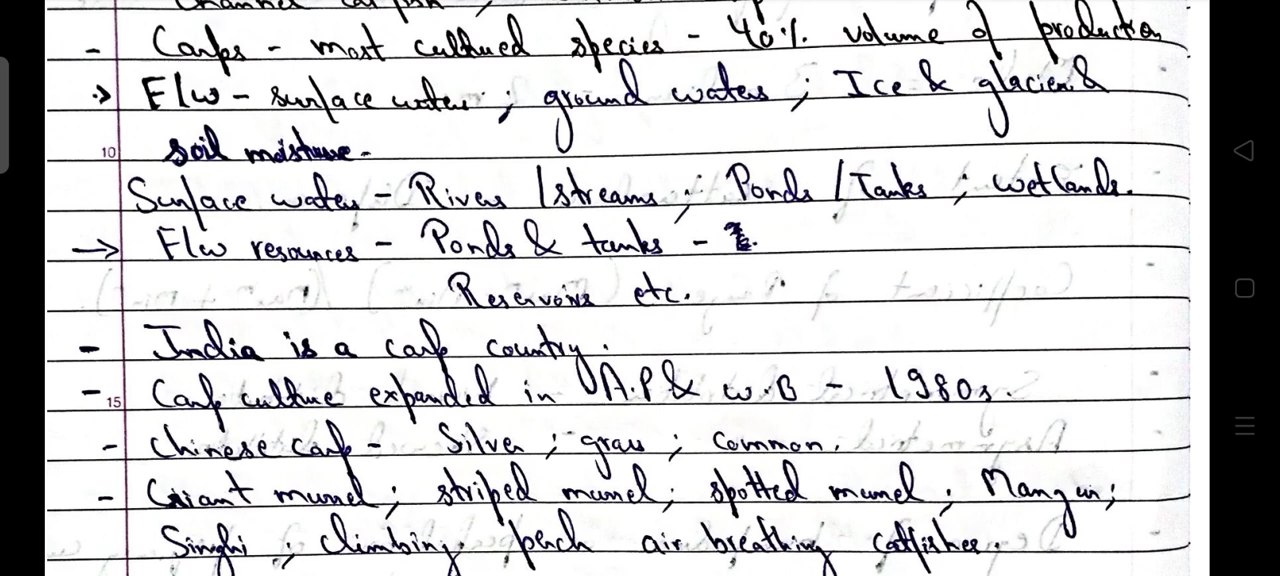 - Carps - most cultured species - 40% volume of production
→ F/w - surface water ; ground waters ; Ice & glaciers &
10 soil moisture -
Surface water - Rivers / streams ; Ponds / Tanks ; wetlands.
→ F/w resources - Ponds & tanks -
Reservoirs etc.
- India is a carp country.
- 15 Carp culture expanded in A.P & W.B - 1980s.
- Chinese carp - Silver ; grass ; common.
- Giant murrel ; striped murrel ; spotted murrel ; Mangur ;
Singhi ; climbing perch air breathing catfishes.